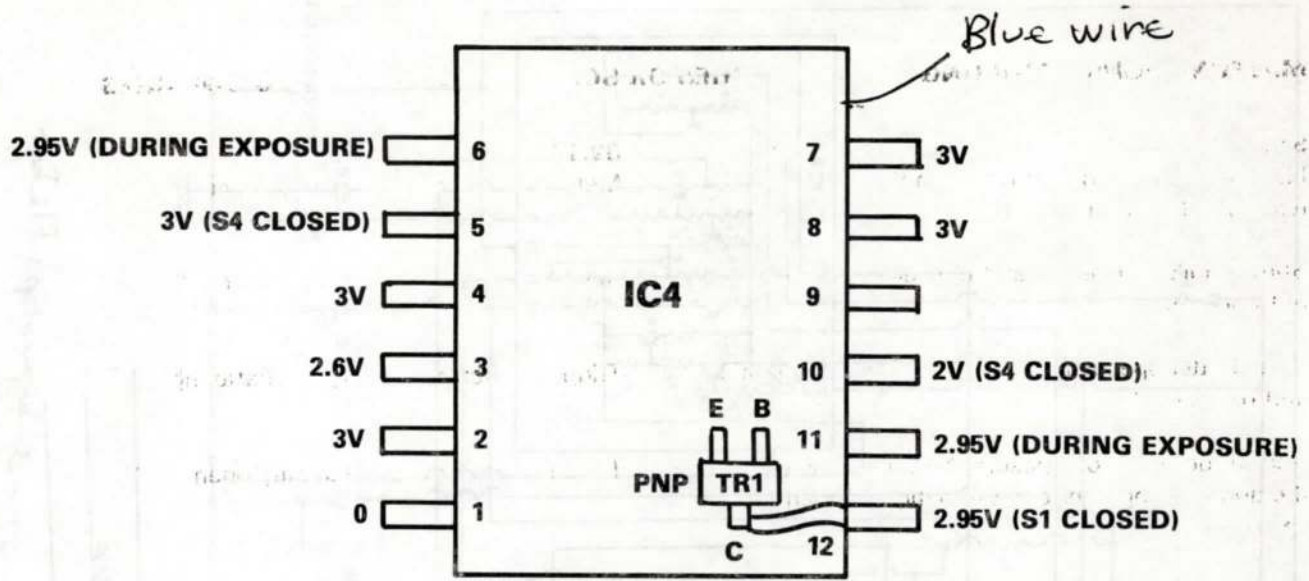 Blue wire
2.95V (DURING EXPOSURE) 6 7 3V
3V (S4 CLOSED) 5 8 3V
3V 4 IC4 9
2.6V 3 10 2V (S4 CLOSED)
E B
3V 2 11 2.95V (DURING EXPOSURE)
PNP TR1
0 1 2.95V (S1 CLOSED)
C 12